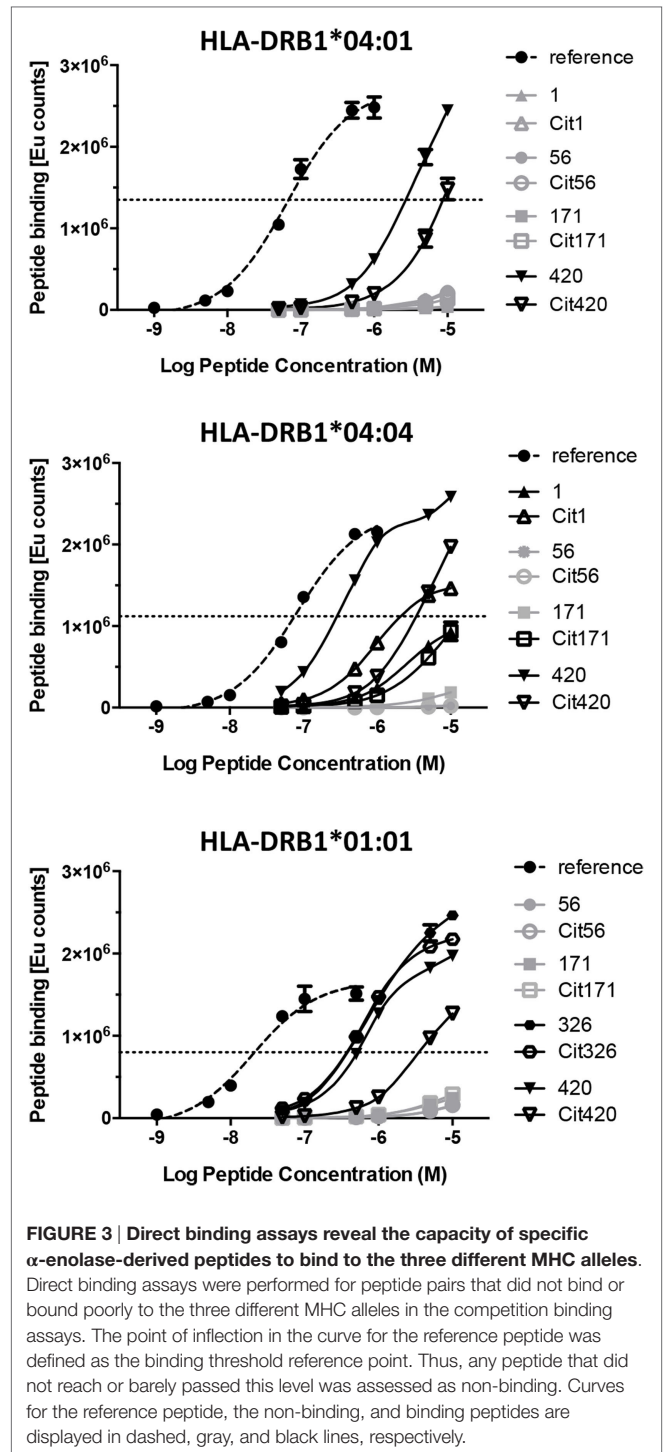 HLA-DRB1*04:01
Peptide binding [Eu counts]
3×10⁶
2×10⁶
1×10⁶
0
-9 -8 -7 -6 -5
Log Peptide Concentration (M)
reference
1
Cit1
56
Cit56
171
Cit171
420
Cit420
HLA-DRB1*04:04
Peptide binding [Eu counts]
3×10⁶
2×10⁶
1×10⁶
0
-9 -8 -7 -6 -5
Log Peptide Concentration (M)
reference
1
Cit1
56
Cit56
171
Cit171
420
Cit420
HLA-DRB1*01:01
Peptide binding [Eu counts]
3×10⁶
2×10⁶
1×10⁶
0
-9 -8 -7 -6 -5
Log Peptide Concentration (M)
reference
56
Cit56
171
Cit171
326
Cit326
420
Cit420
FIGURE 3 | Direct binding assays reveal the capacity of specific
α-enolase-derived peptides to bind to the three different MHC alleles.
Direct binding assays were performed for peptide pairs that did not bind or
bound poorly to the three different MHC alleles in the competition binding
assays. The point of inflection in the curve for the reference peptide was
defined as the binding threshold reference point. Thus, any peptide that did
not reach or barely passed this level was assessed as non-binding. Curves
for the reference peptide, the non-binding, and binding peptides are
displayed in dashed, gray, and black lines, respectively.